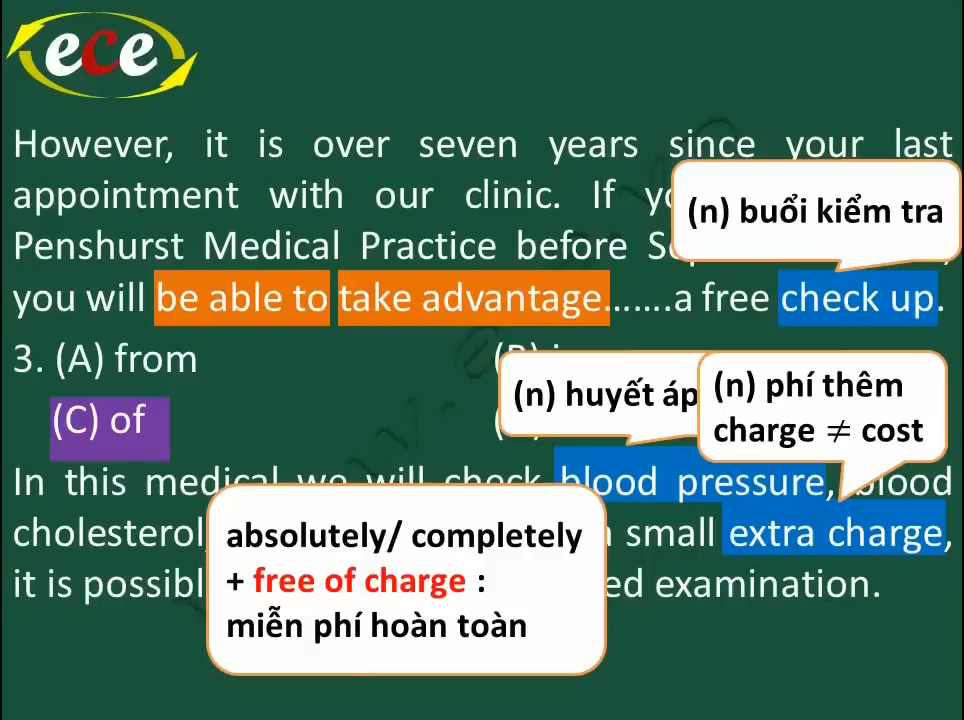 ece
However, it is over seven years since your last
appointment with our clinic. If
Penshurst Medical Practice before
you will be able to take advantage.......a free check up.
(n) buổi kiểm tra
3. (A) from
(C) of
(n) huyết áp
(n) phí thêm
charge ≠ cost
In this medical we will check blood pressure, blood
cholesterol, small extra charge,
it is examination.
absolutely/ completely
+ free of charge :
miễn phí hoàn toàn